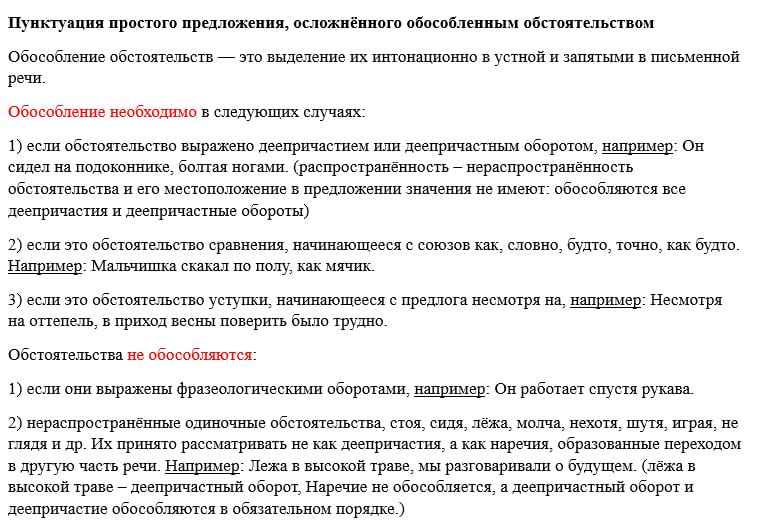 Пунктуация простого предложения, осложнённого обособленным обстоятельством
Обособление обстоятельств — это выделение их интонационно в устной и запятыми в письменной
речи.
Обособление необходимо в следующих случаях:
1) если обстоятельство выражено деепричастием или деепричастным оборотом, например: Он
сидел на подоконнике, болтая ногами. (распространённость – нераспространённость
обстоятельства и его местоположение в предложении значения не имеют: обособляются все
деепричастия и деепричастные обороты)
2) если это обстоятельство сравнения, начинающееся с союзов как, словно, будто, точно, как будто.
Например: Мальчишка скакал по полу, как мячик.
3) если это обстоятельство уступки, начинающееся с предлога несмотря на, например: Несмотря
на оттепель, в приход весны поверить было трудно.
Обстоятельства не обособляются:
1) если они выражены фразеологическими оборотами, например: Он работает спустя рукава.
2) нераспространённые одиночные обстоятельства, стоя, сидя, лёжа, молча, нехотя, шутя, играя, не
глядя и др. Их принято рассматривать не как деепричастия, а как наречия, образованные переходом
в другую часть речи. Например: Лежа в высокой траве, мы разговаривали о будущем. (лёжа в
высокой траве – деепричастный оборот, Наречие не обособляется, а деепричастный оборот и
деепричастие обособляются в обязательном порядке.)